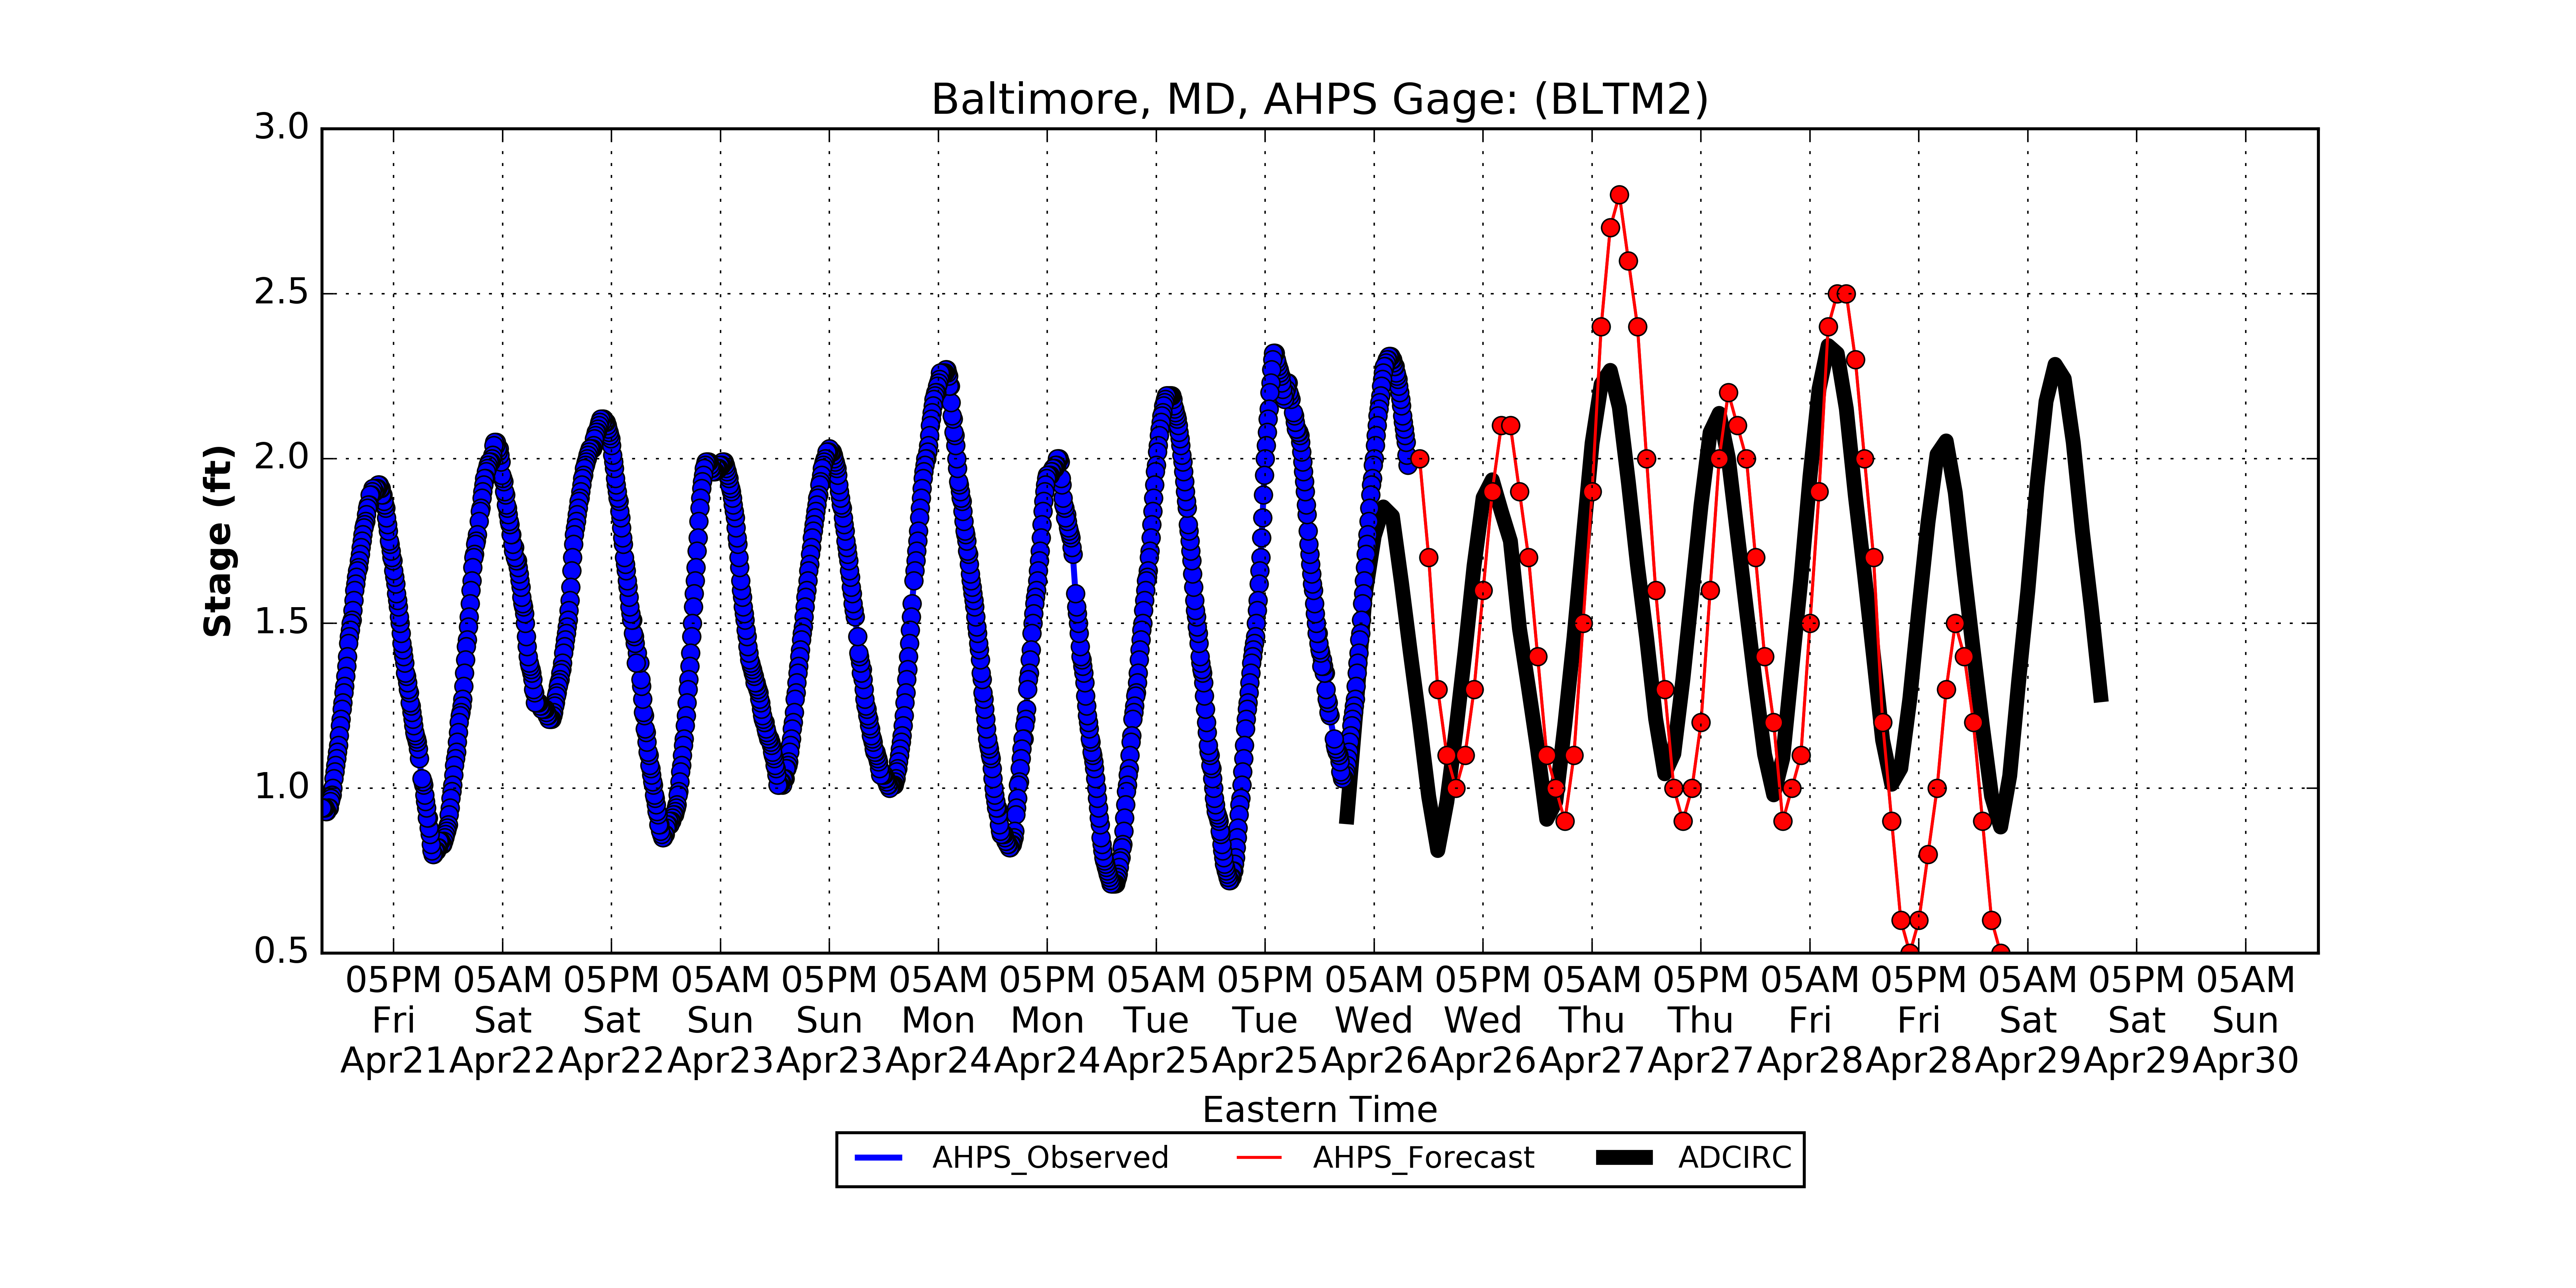 Baltimore, MD, AHPS Gage: (BLTM2)
Stage (ft)
3.0
2.5
2.0
1.5
1.0
0.5
05PM 05AM 05PM 05AM 05PM 05AM 05PM 05AM 05PM 05AM 05PM 05AM 05PM 05AM 05PM 05AM 05PM 05AM
Fri Sat Sat Sun Sun Mon Mon Tue Tue Wed Wed Thu Thu Fri Fri Sat Sat Sun
Apr21 Apr22 Apr22 Apr23 Apr23 Apr24 Apr24 Apr25 Apr25 Apr26 Apr26 Apr27 Apr27 Apr28 Apr28 Apr29 Apr29 Apr30
Eastern Time
AHPS_Observed AHPS_Forecast ADCIRC